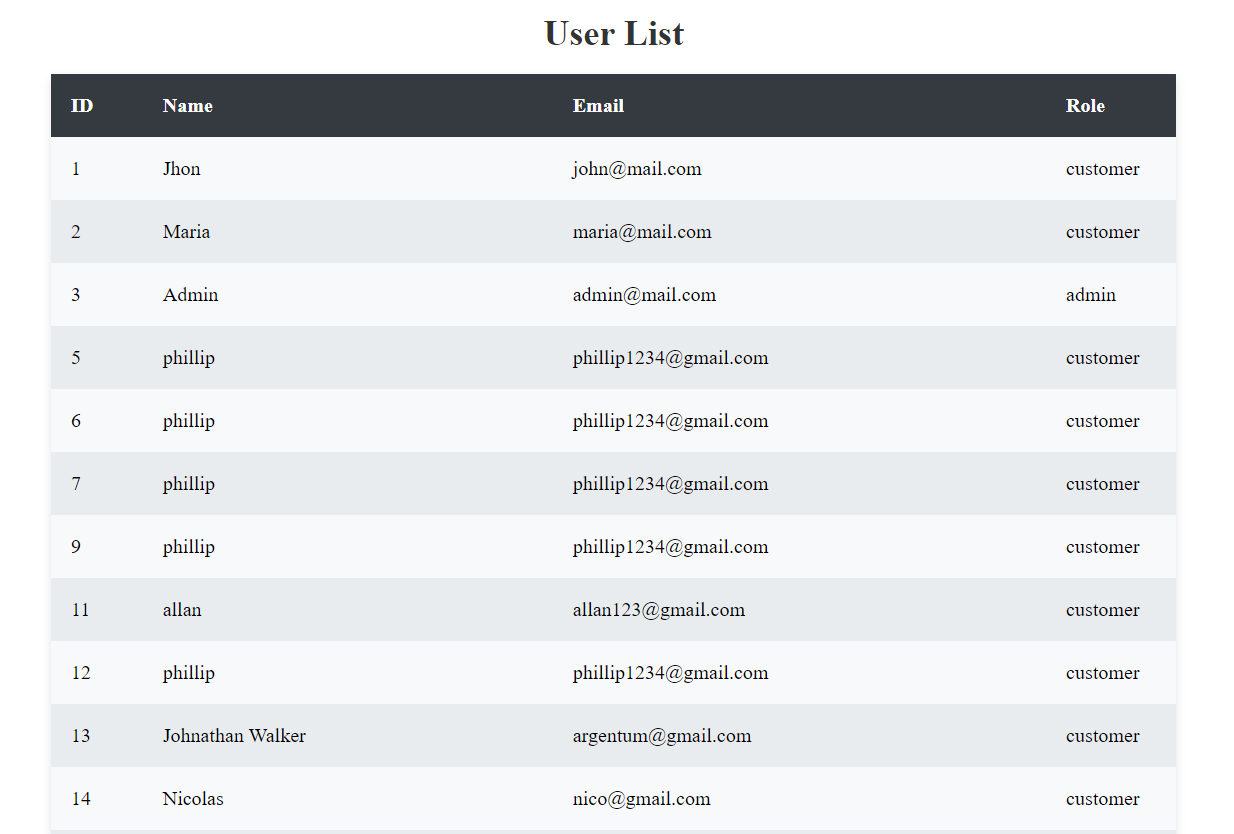 User List
ID Name Email Role
1 Jhon john@mail.com customer
2 Maria maria@mail.com customer
3 Admin admin@mail.com admin
5 phillip phillip1234@gmail.com customer
6 phillip phillip1234@gmail.com customer
7 phillip phillip1234@gmail.com customer
9 phillip phillip1234@gmail.com customer
11 allan allan123@gmail.com customer
12 phillip phillip1234@gmail.com customer
13 Johnathan Walker argentum@gmail.com customer
14 Nicolas nico@gmail.com customer